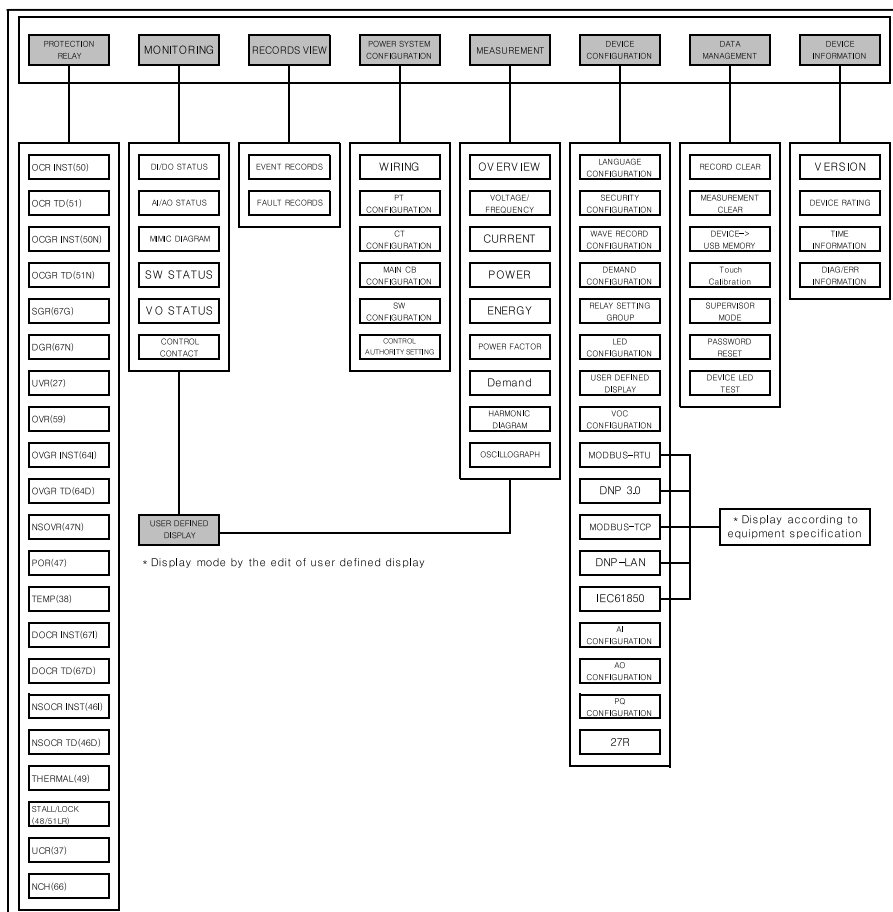 PROTECTION
RELAY
MONITORING
RECORDS VIEW
POWER SYSTEM
CONFIGURATION
MEASUREMENT
DEVICE
CONFIGURATION
DATA
MANAGEMENT
DEVICE
INFORMATION
OCR INST(50)
OCR TD(51)
OCGR INST(50N)
OCGR TD(51N)
SGR(67G)
DGR(67N)
UVR(27)
OVR(59)
OVGR INST(64I)
OVGR TD(64D)
NSOVR(47N)
POR(47)
TEMP(38)
DOCR INST(67I)
DOCR TD(67D)
NSOCR INST(46I)
NSOCR TD(46D)
THERMAL(49)
STALL/LOCK
(48/51LR)
UCR(37)
NCH(66)
DI/DO STATUS
AI/AO STATUS
MIMIC DIAGRAM
SW STATUS
VO STATUS
CONTROL
CONTACT
USER DEFINED
DISPLAY
* Display mode by the edit of user defined display
EVENT RECORDS
FAULT RECORDS
WIRING
PT
CONFIGURATION
CT
CONFIGURATION
MAIN CB
CONFIGURATION
SW
CONFIGURATION
CONTROL
AUTHORITY SETTING
OVERVIEW
VOLTAGE/
FREQUENCY
CURRENT
POWER
ENERGY
POWER FACTOR
Demand
HARMONIC
DIAGRAM
OSCILLOGRAPH
LANGUAGE
CONFIGURATION
SECURITY
CONFIGURATION
WAVE RECORD
CONFIGURATION
DEMAND
CONFIGURATION
RELAY SETTING
GROUP
LED
CONFIGURATION
USER DEFINED
DISPLAY
VOC
CONFIGURATION
MODBUS-RTU
DNP 3.0
MODBUS-TCP
DNP-LAN
IEC61850
AI
CONFIGURATION
AO
CONFIGURATION
PQ
CONFIGURATION
27R
* Display according to
equipment specification
RECORD CLEAR
MEASUREMENT
CLEAR
DEVICE->
USB MEMORY
Touch
Calibration
SUPERVISOR
MODE
PASSWORD
RESET
DEVICE LED
TEST
VERSION
DEVICE RATING
TIME
INFORMATION
DIAG/ERR
INFORMATION